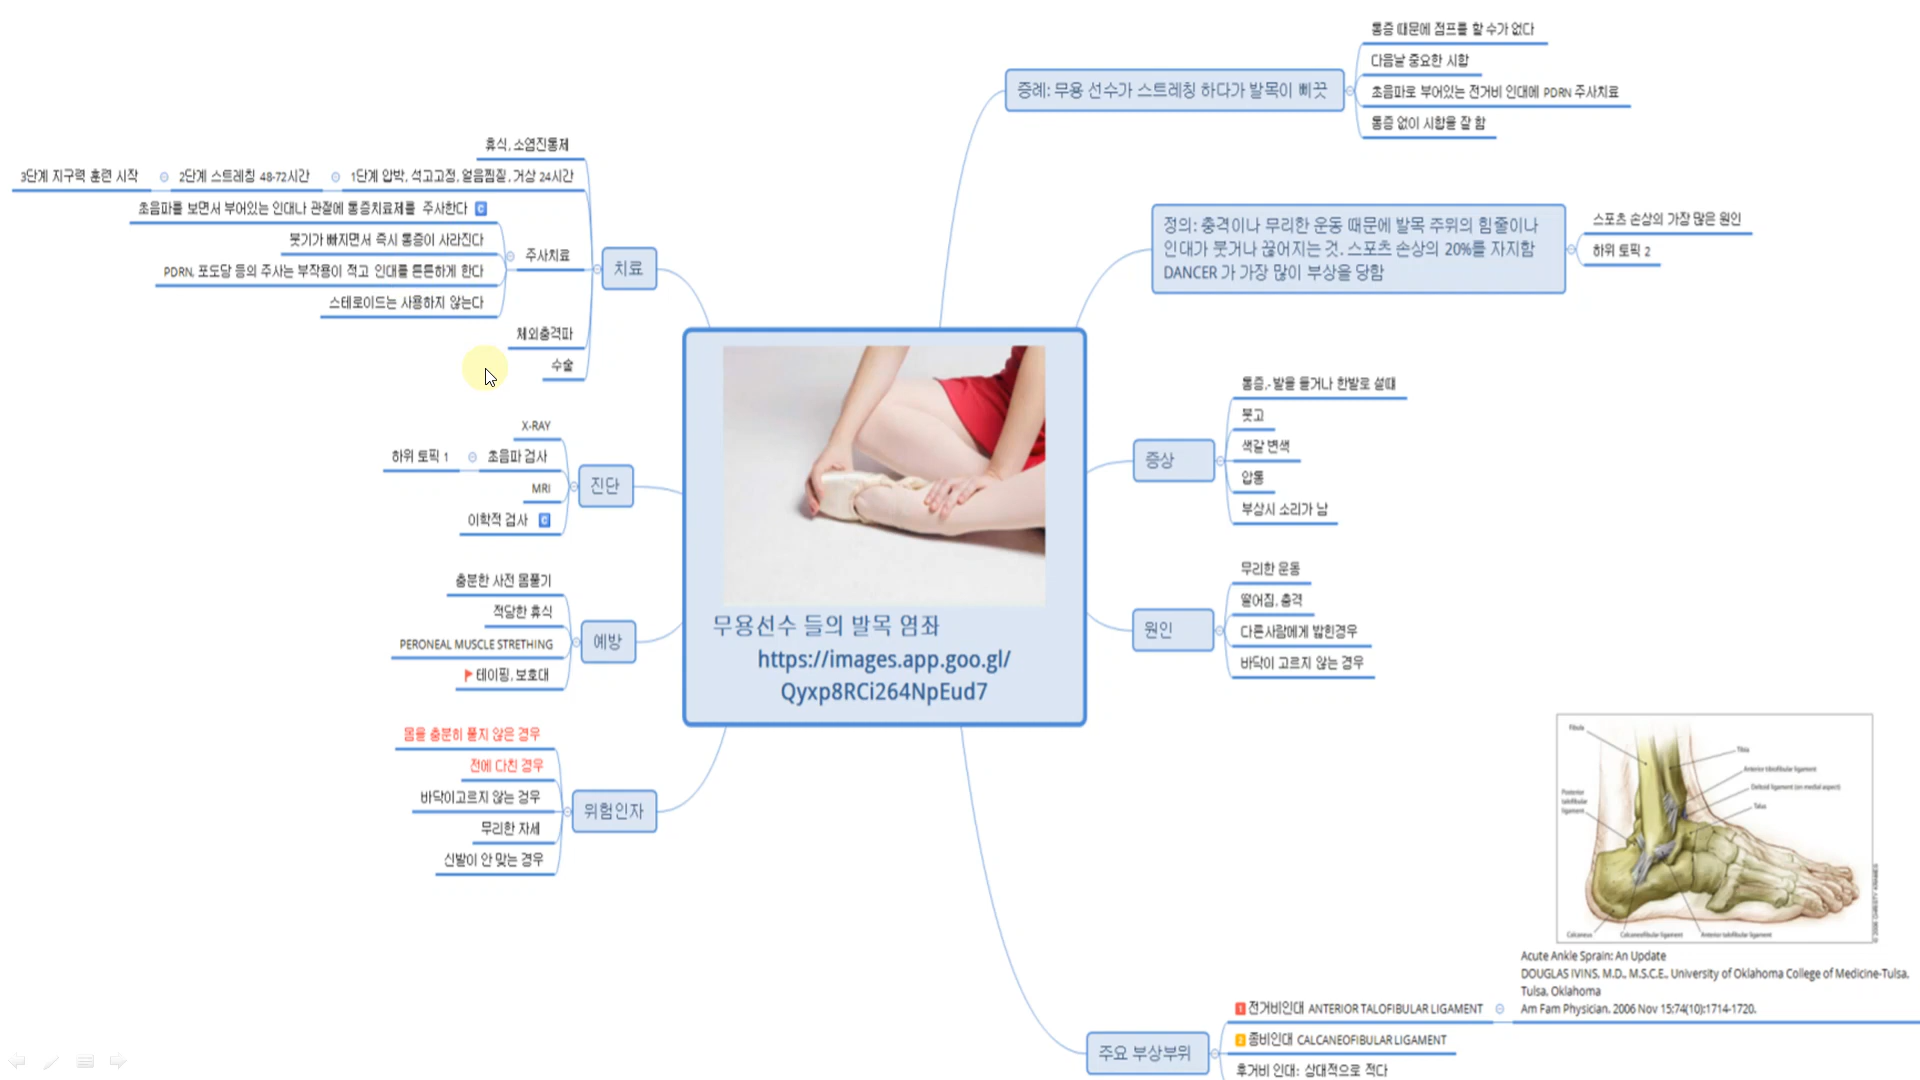 증례: 무용 선수가 스트레칭 하다가 발목이 삐끗
통증 때문에 점프를 할 수가 없다
다음날 중요한 시합
초음파로 부어있는 전거비 인대에 PDRN 주사치료
통증 없이 시합을 잘 함
정의: 충격이나 무리한 운동 때문에 발목 주위의 힘줄이나
인대가 붓거나 끊어지는 것. 스포츠 손상의 20%를 자지함
DANCER 가 가장 많이 부상을 당함
스포츠 손상의 가장 많은 원인
하위 토픽 2
증상
통증.- 발을 들거나 한발로 설때
붓고
색깔 변색
압통
부상시 소리가 남
원인
무리한 운동
떨어짐, 충격
다른사람에게 밟힌경우
바닥이 고르지 않는 경우
주요 부상부위
1 전거비인대 ANTERIOR TALOFIBULAR LIGAMENT
2 종비인대 CALCANEOFIBULAR LIGAMENT
후거비 인대: 상대적으로 적다
Fibula
Tibia
Anterior tibiofibular ligament
Deltoid ligament (on medial aspect)
Talus
Posterior
talofibular
ligament
Calcaneus
Calcaneofibular ligament
Anterior talofibular ligament
Acute Ankle Sprain: An Update
DOUGLAS IVINS, M.D., M.S.C.E., University of Oklahoma College of Medicine-Tulsa,
Tulsa, Oklahoma
Am Fam Physician. 2006 Nov 15;74(10):1714-1720.
무용선수 들의 발목 염좌
https://images.app.goo.gl/
Qyxp8RCi264NpEud7
치료
휴식, 소염진통제
1단계 압박, 석고고정, 얼음찜질, 거상 24시간
2단계 스트레칭 48-72시간
3단계 지구력 훈련 시작
주사치료
초음파를 보면서 부어있는 인대나 관절에 통증치료제를 주사한다
붓기가 빠지면서 즉시 통증이 사라진다
PDRN, 포도당 등의 주사는 부작용이 적고 인대를 튼튼하게 한다
스테로이드는 사용하지 않는다
체외충격파
수술
진단
X-RAY
초음파 검사
하위 토픽 1
MRI
이학적 검사
예방
충분한 사전 몸풀기
적당한 휴식
PERONEAL MUSCLE STRETHING
테이핑, 보호대
위험인자
몸을 충분히 풀지 않은 경우
전에 다친 경우
바닥이고르지 않는 경우
무리한 자세
신발이 안 맞는 경우